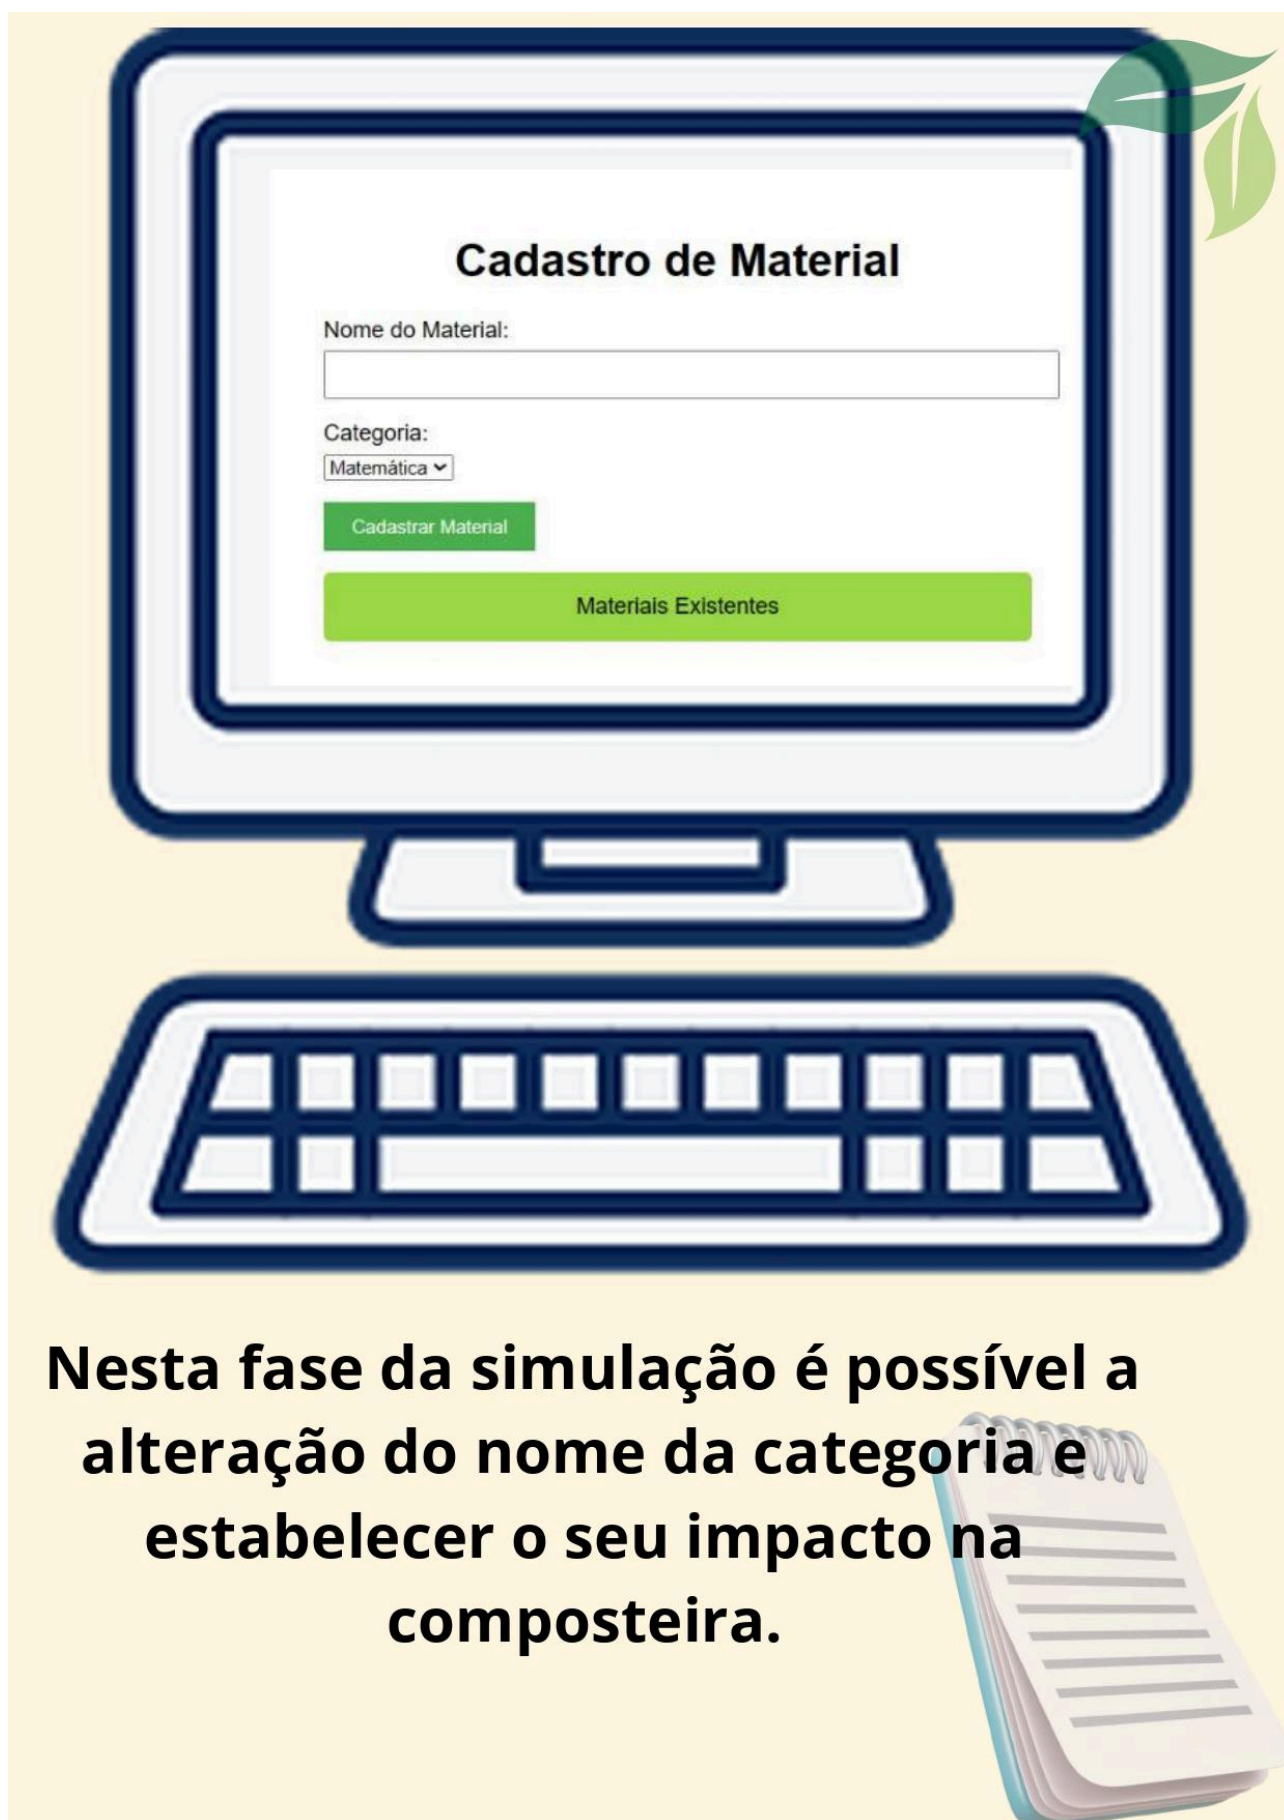 Cadastro de Material
Nome do Material:
Categoria:
Matemática
Cadastrar Material
Materiais Existentes
Nesta fase da simulação é possível a
alteração do nome da categoria e
estabelecer o seu impacto na
composteira.